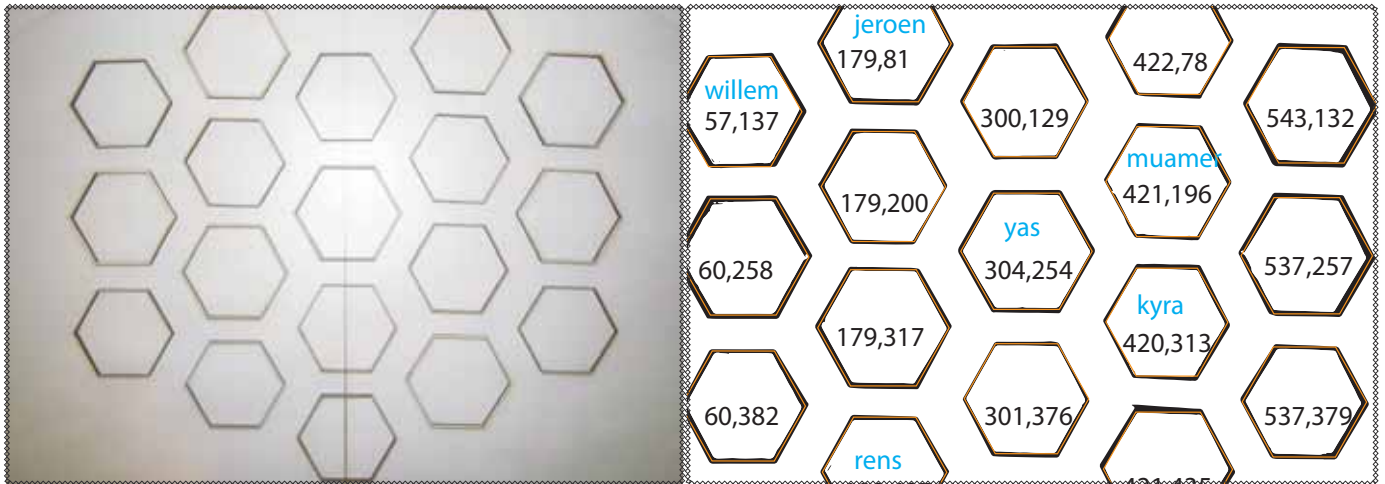 jeroen
179,81
422,78
willem
57,137
300,129
543,132
muamer
421,196
179,200
yas
304,254
60,258
537,257
kyra
420,313
179,317
60,382
301,376
537,379
rens